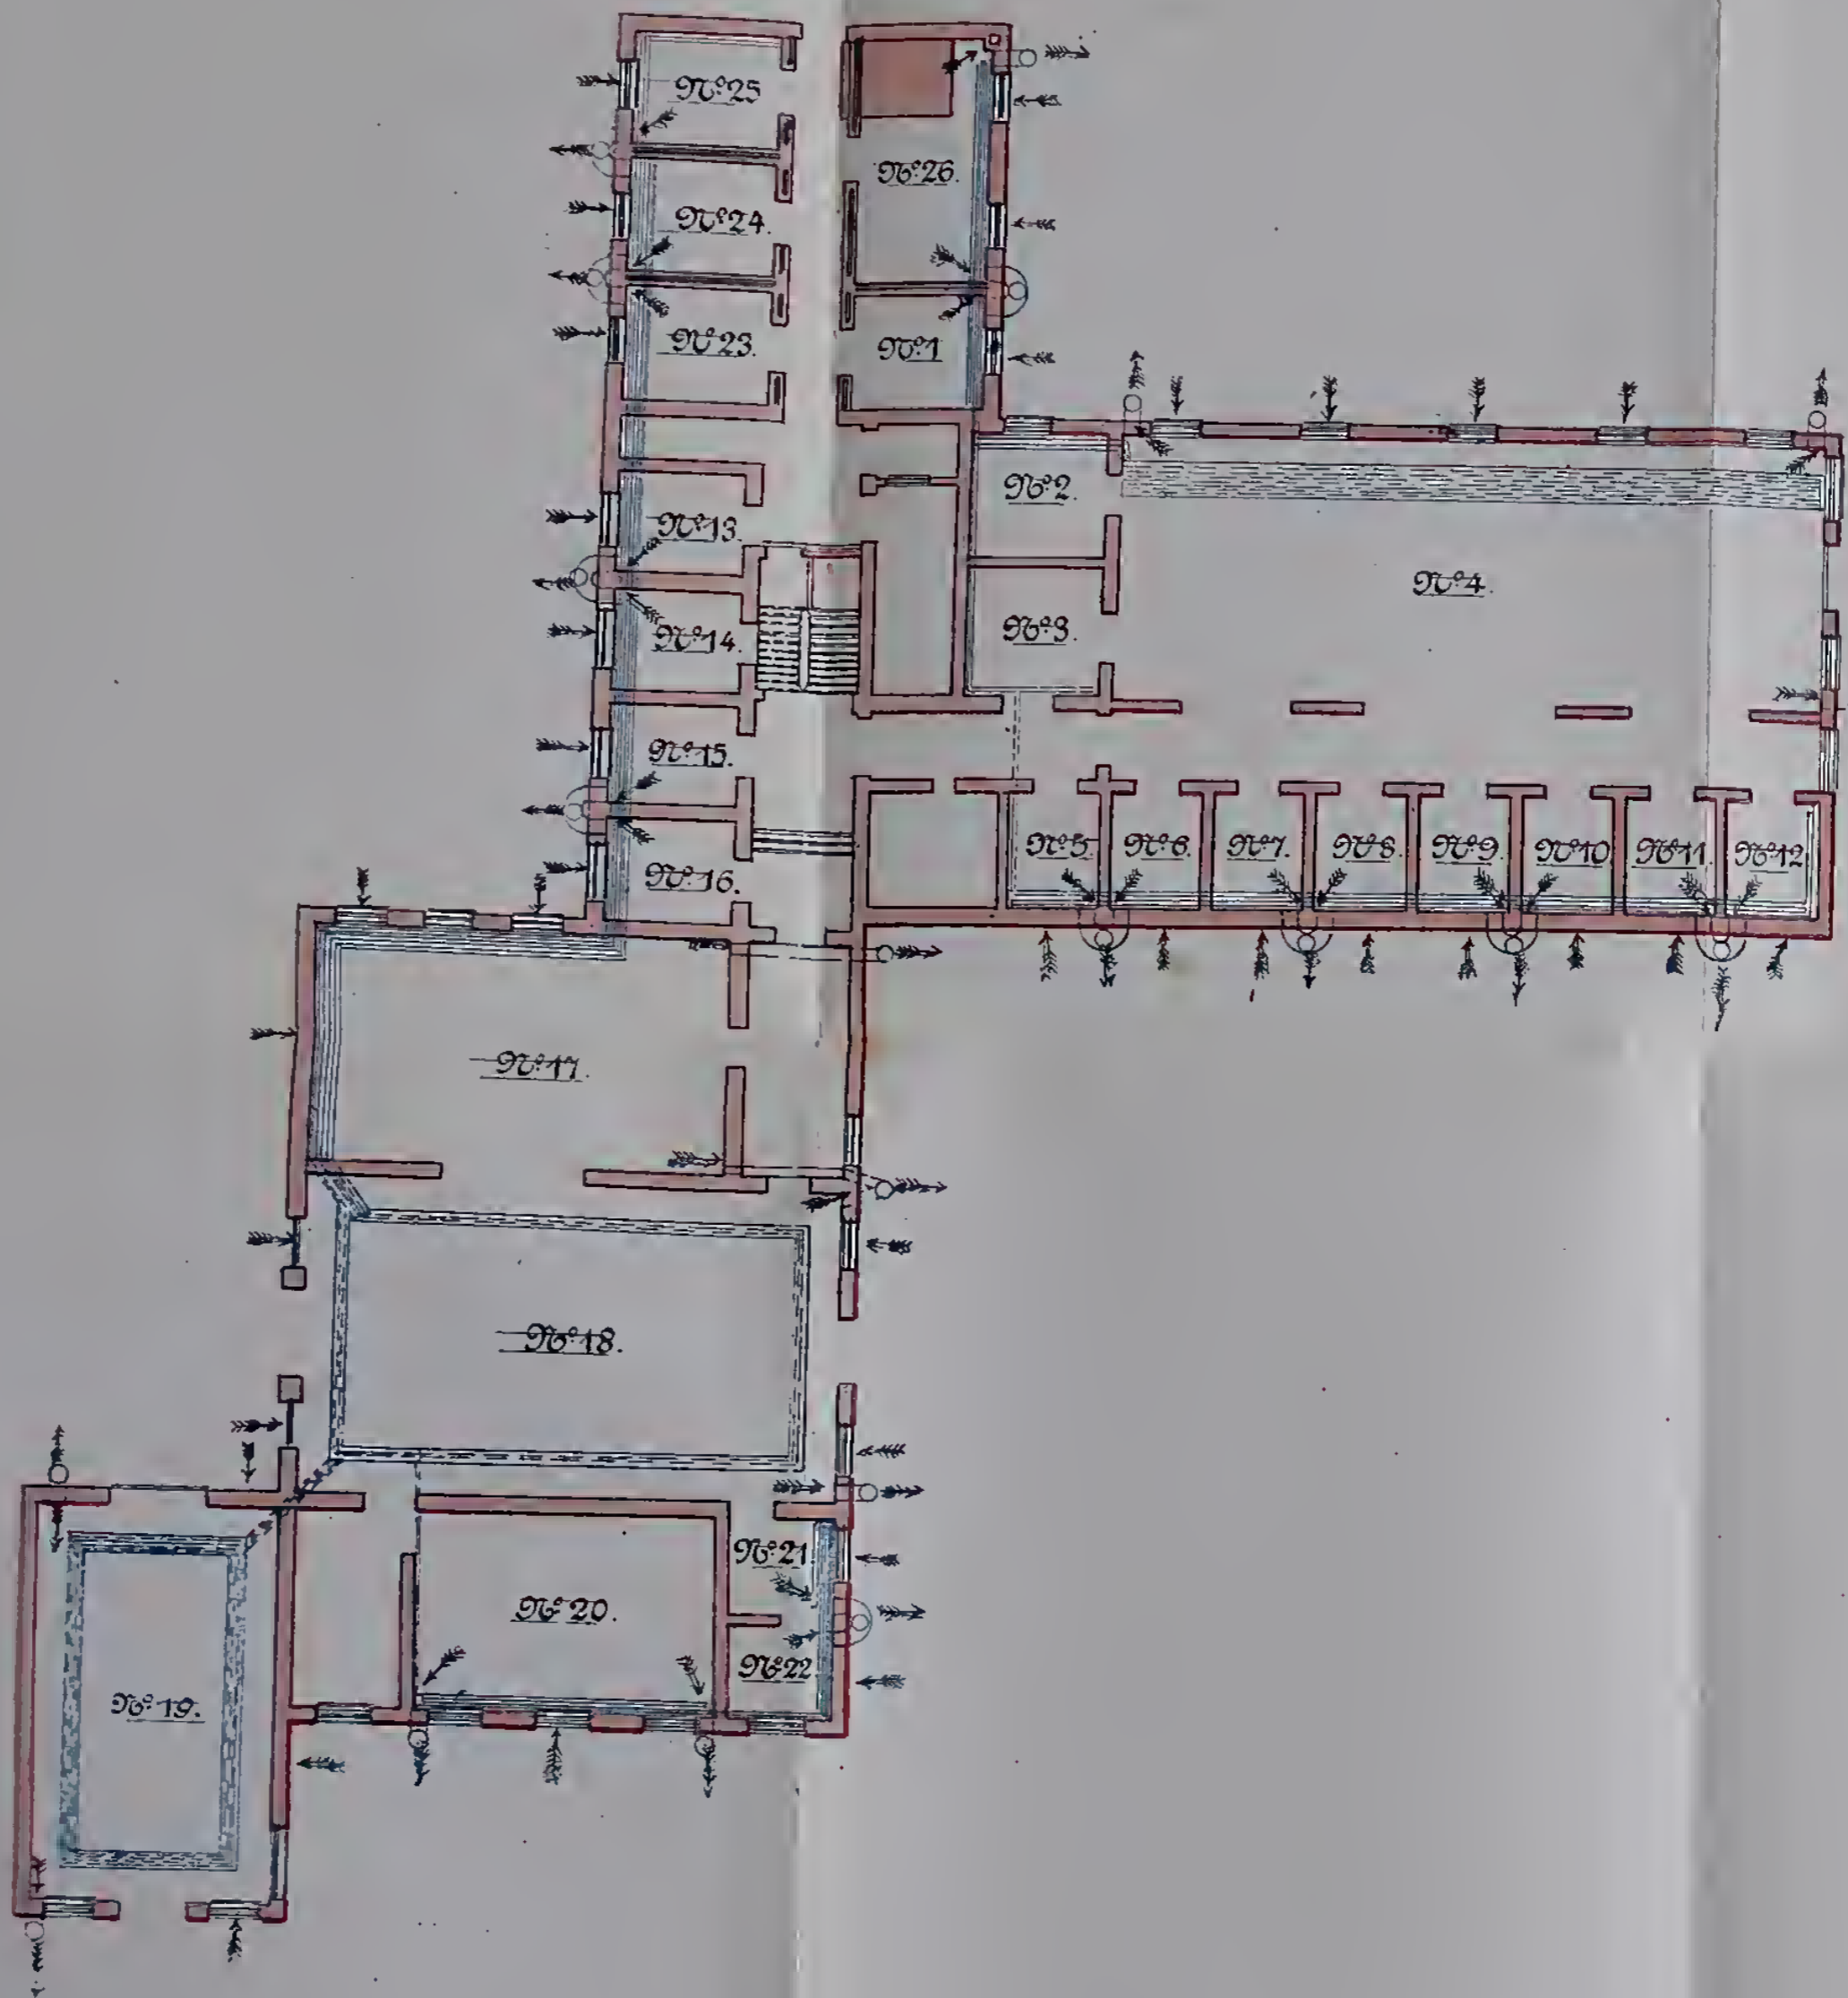 Nº 25
Nº 26.
Nº 24.
Nº 23.
Nº 1
Nº 2.
Nº 13.
Nº 4.
Nº 3.
Nº 14.
Nº 15.
Nº 16.
Nº 5
Nº 6.
Nº 7.
Nº 8.
Nº 9.
Nº 10
Nº 11.
Nº 12
Nº 17.
Nº 18.
Nº 21
Nº 20.
Nº 22
Nº 19.